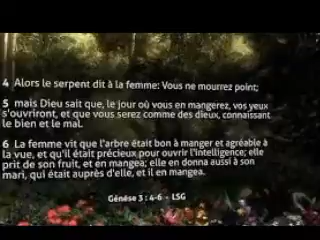 4 Alors le serpent dit à la femme: Vous ne mourrez point;
5 mais Dieu sait que, le jour où vous en mangerez, vos yeux
s'ouvriront, et que vous serez comme des dieux, connaissant
le bien et le mal.
6 La femme vit que l'arbre était bon à manger et agréable à
la vue, et qu'il était précieux pour ouvrir l'intelligence; elle
prit de son fruit, et en mangea; elle en donna aussi à son
mari, qui était auprès d'elle, et il en mangea.
Génèse 3 : 4-6 - LSG